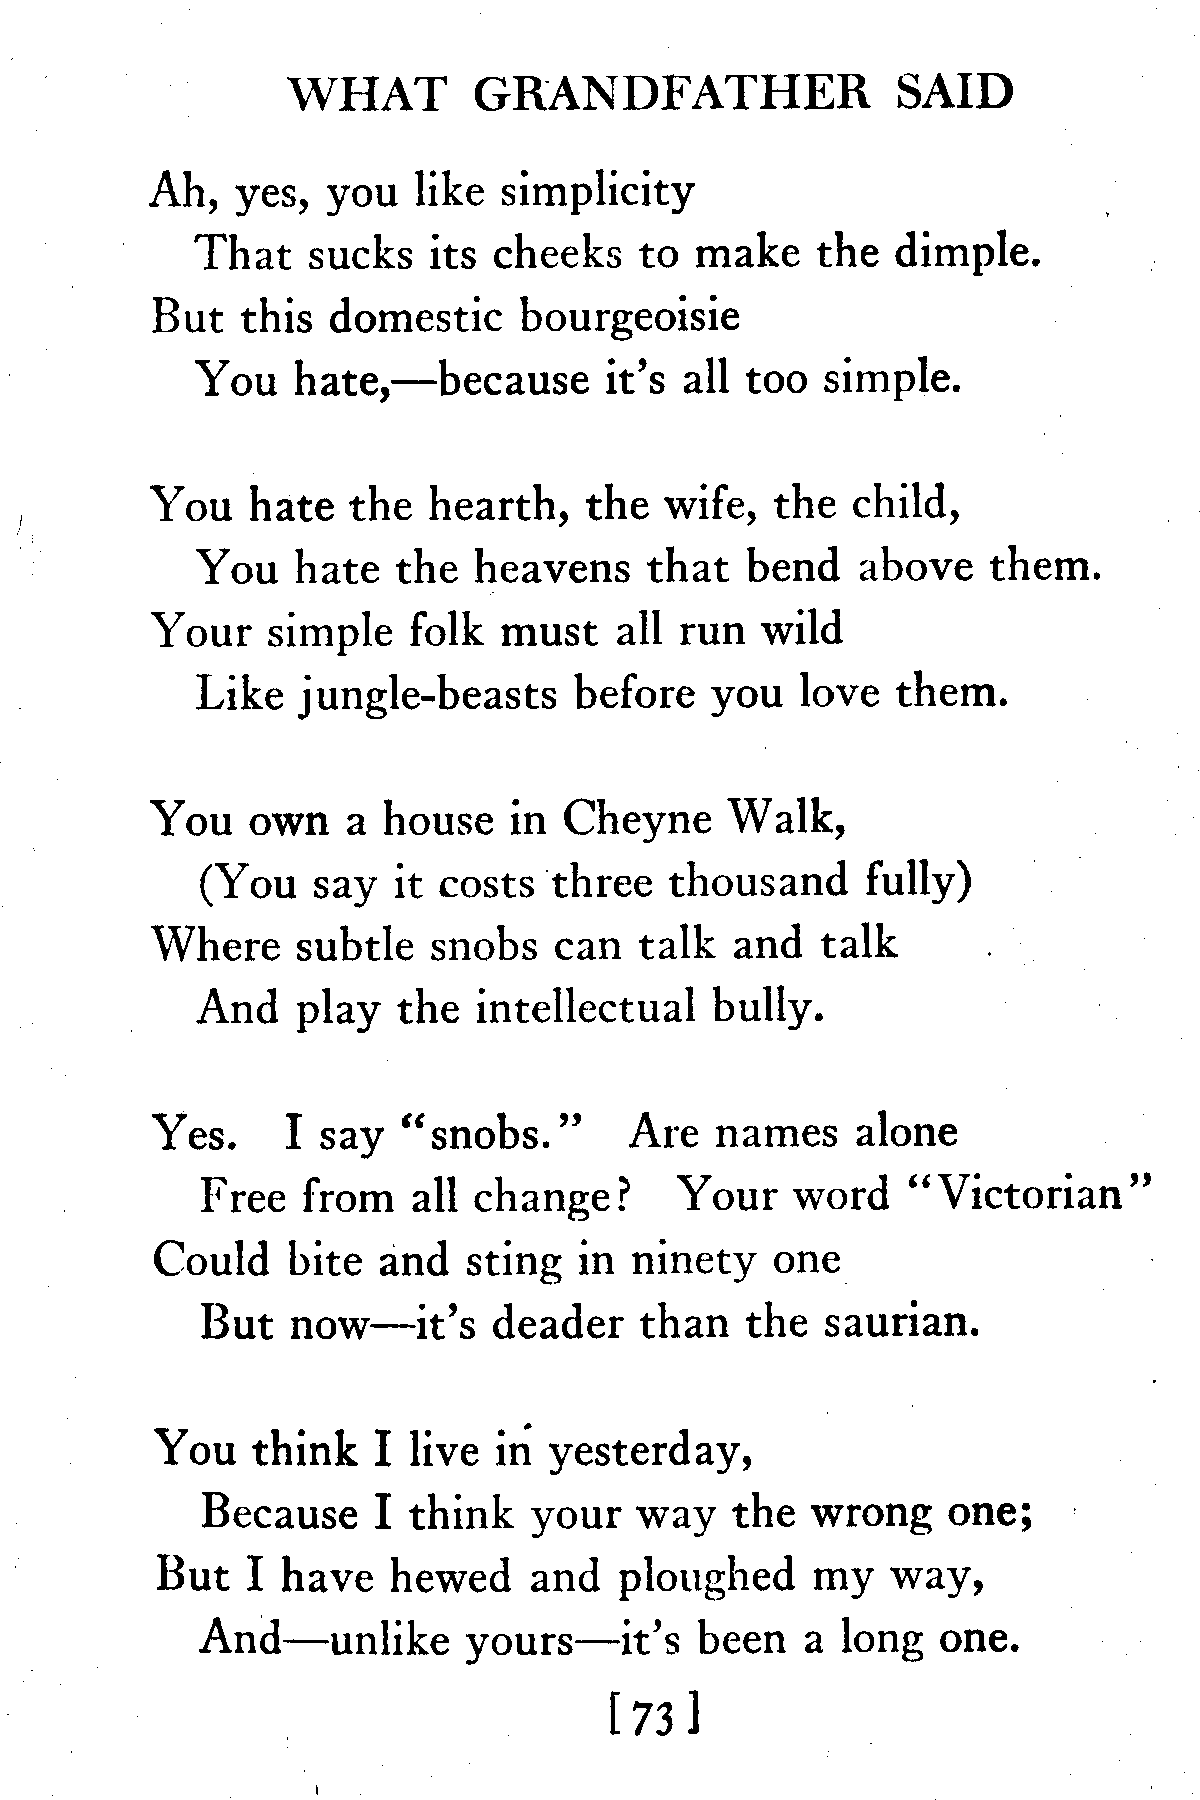 WHAT GRANDFATHER SAID
Ah, yes, you like simplicity
That sucks its cheeks to make the dimple.
But this domestic bourgeoisie
You hate,—because it's all too simple.
You hate the hearth, the wife, the child,
You hate the heavens that bend above them.
Your simple folk must all run wild
Like jungle-beasts before you love them.
You own a house in Cheyne Walk,
(You say it costs three thousand fully)
Where subtle snobs can talk and talk
And play the intellectual bully.
Yes. I say "snobs." Are names alone
Free from all change? Your word "Victorian"
Could bite and sting in ninety one
But now—it's deader than the saurian.
You think I live in yesterday,
Because I think your way the wrong one;
But I have hewed and ploughed my way,
And—unlike yours—it's been a long one.
[73]